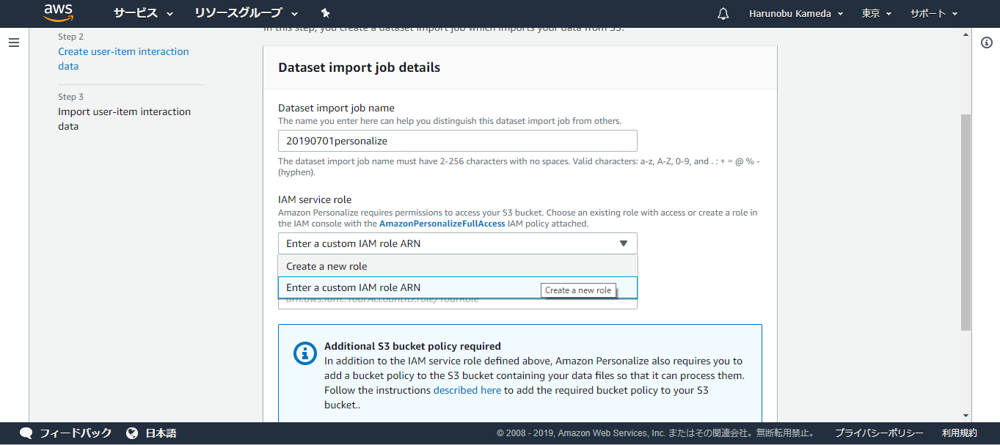 aws サービス リソースグループ Harunobu Kameda 東京 サポート
In this step, you create a dataset import job which imports your data from S3.
Step 2
Create user-item interaction
data
Step 3
Import user-item interaction
data
Dataset import job details
Dataset import job name
The name you enter here can help you distinguish this dataset import job from others.
20190701personalize
The dataset import job name must have 2-256 characters with no spaces. Valid characters: a-z, A-Z, 0-9, and . : + = @ % -
(hyphen).
IAM service role
Amazon Personalize requires permissions to access your S3 bucket. Choose an existing role with access or create a role in
the IAM console with the AmazonPersonalizeFullAccess IAM policy attached.
Enter a custom IAM role ARN
Create a new role
Enter a custom IAM role ARN
Create a new role
arn:aws:iam::YourAccountID:role/YourRole
Additional S3 bucket policy required
In addition to the IAM service role defined above, Amazon Personalize also requires you to
add a bucket policy to the S3 bucket containing your data files so that it can process them.
Follow the instructions described here to add the required bucket policy to your S3
bucket..
フィードバック 日本語 © 2008 - 2019, Amazon Web Services, Inc. またはその関連会社。無断転用禁止。 プライバシーポリシー 利用規約